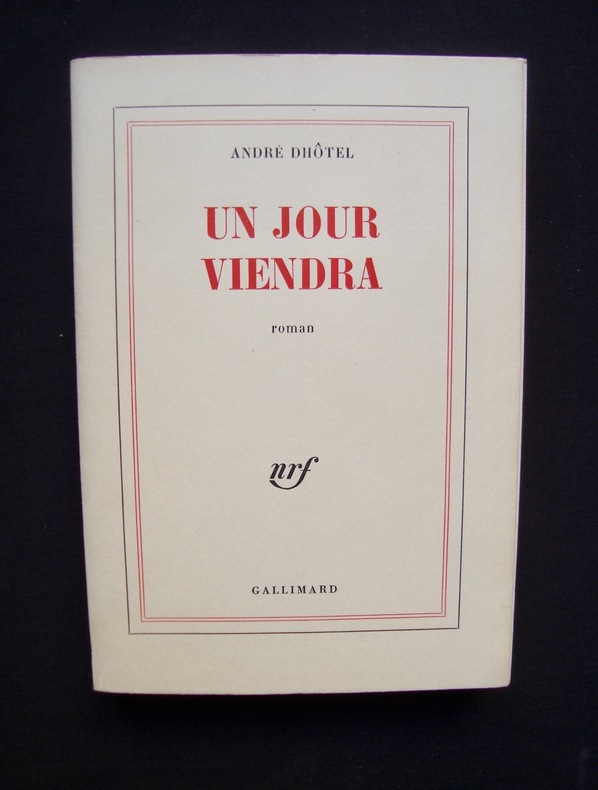 ANDRÉ DHÔTEL
UN JOUR
VIENDRA
roman
nrf
GALLIMARD